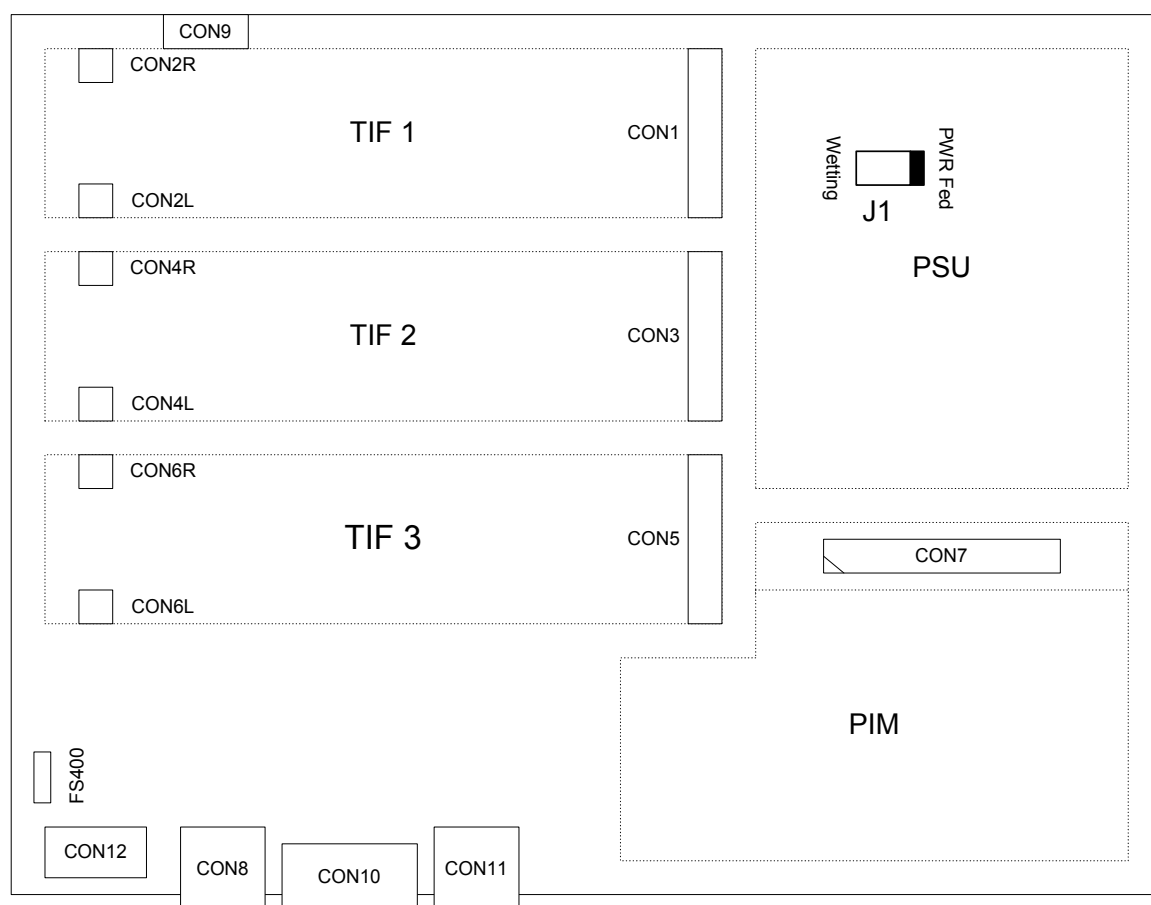 CON9
CON2R
TIF 1
CON1
CON2L
Wetting
PWR Fed
J1
PSU
CON4R
TIF 2
CON3
CON4L
CON6R
TIF 3
CON5
CON6L
CON7
PIM
FS400
CON12
CON8
CON10
CON11